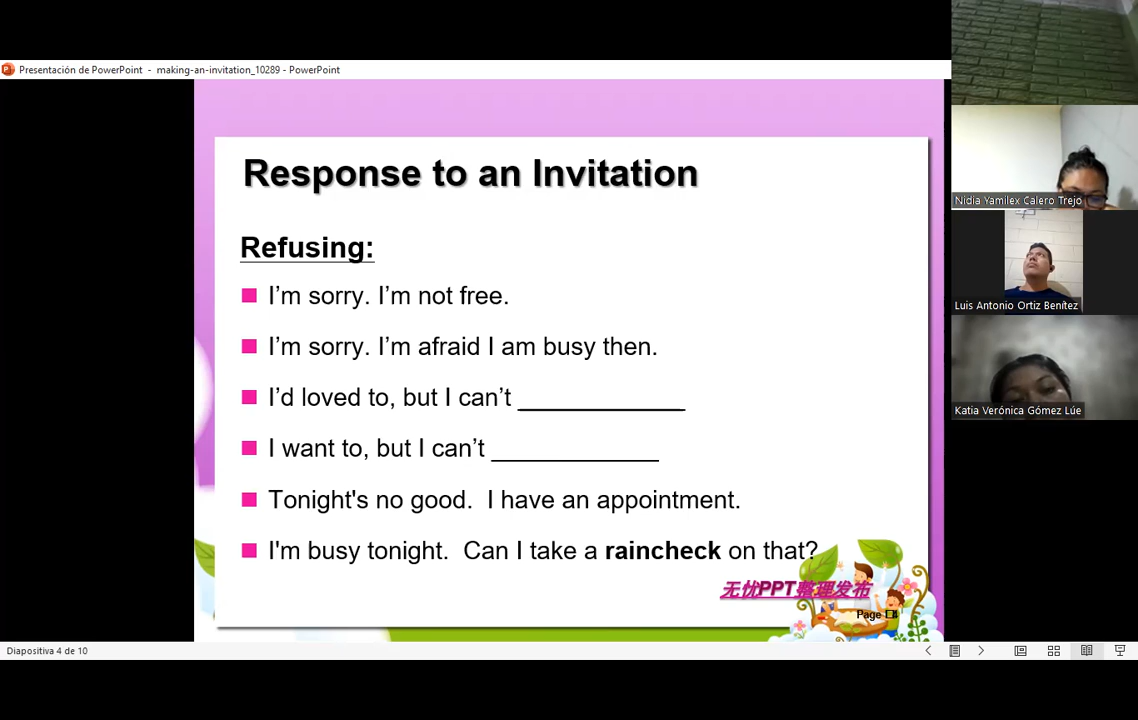 Presentación de PowerPoint - making-an-invitation_10289 - PowerPoint
Response to an Invitation
Refusing:
I'm sorry. I'm not free.
I'm sorry. I'm afraid I am busy then.
I'd loved to, but I can't ____________
I want to, but I can't ____________
Tonight's no good. I have an appointment.
I'm busy tonight. Can I take a raincheck on that?
无忧PPT整理发布
Page
Diapositiva 4 de 10
Nidia Yamilex Calero Trejo
Luis Antonio Ortiz Benítez
Katia Verónica Gómez Lúe